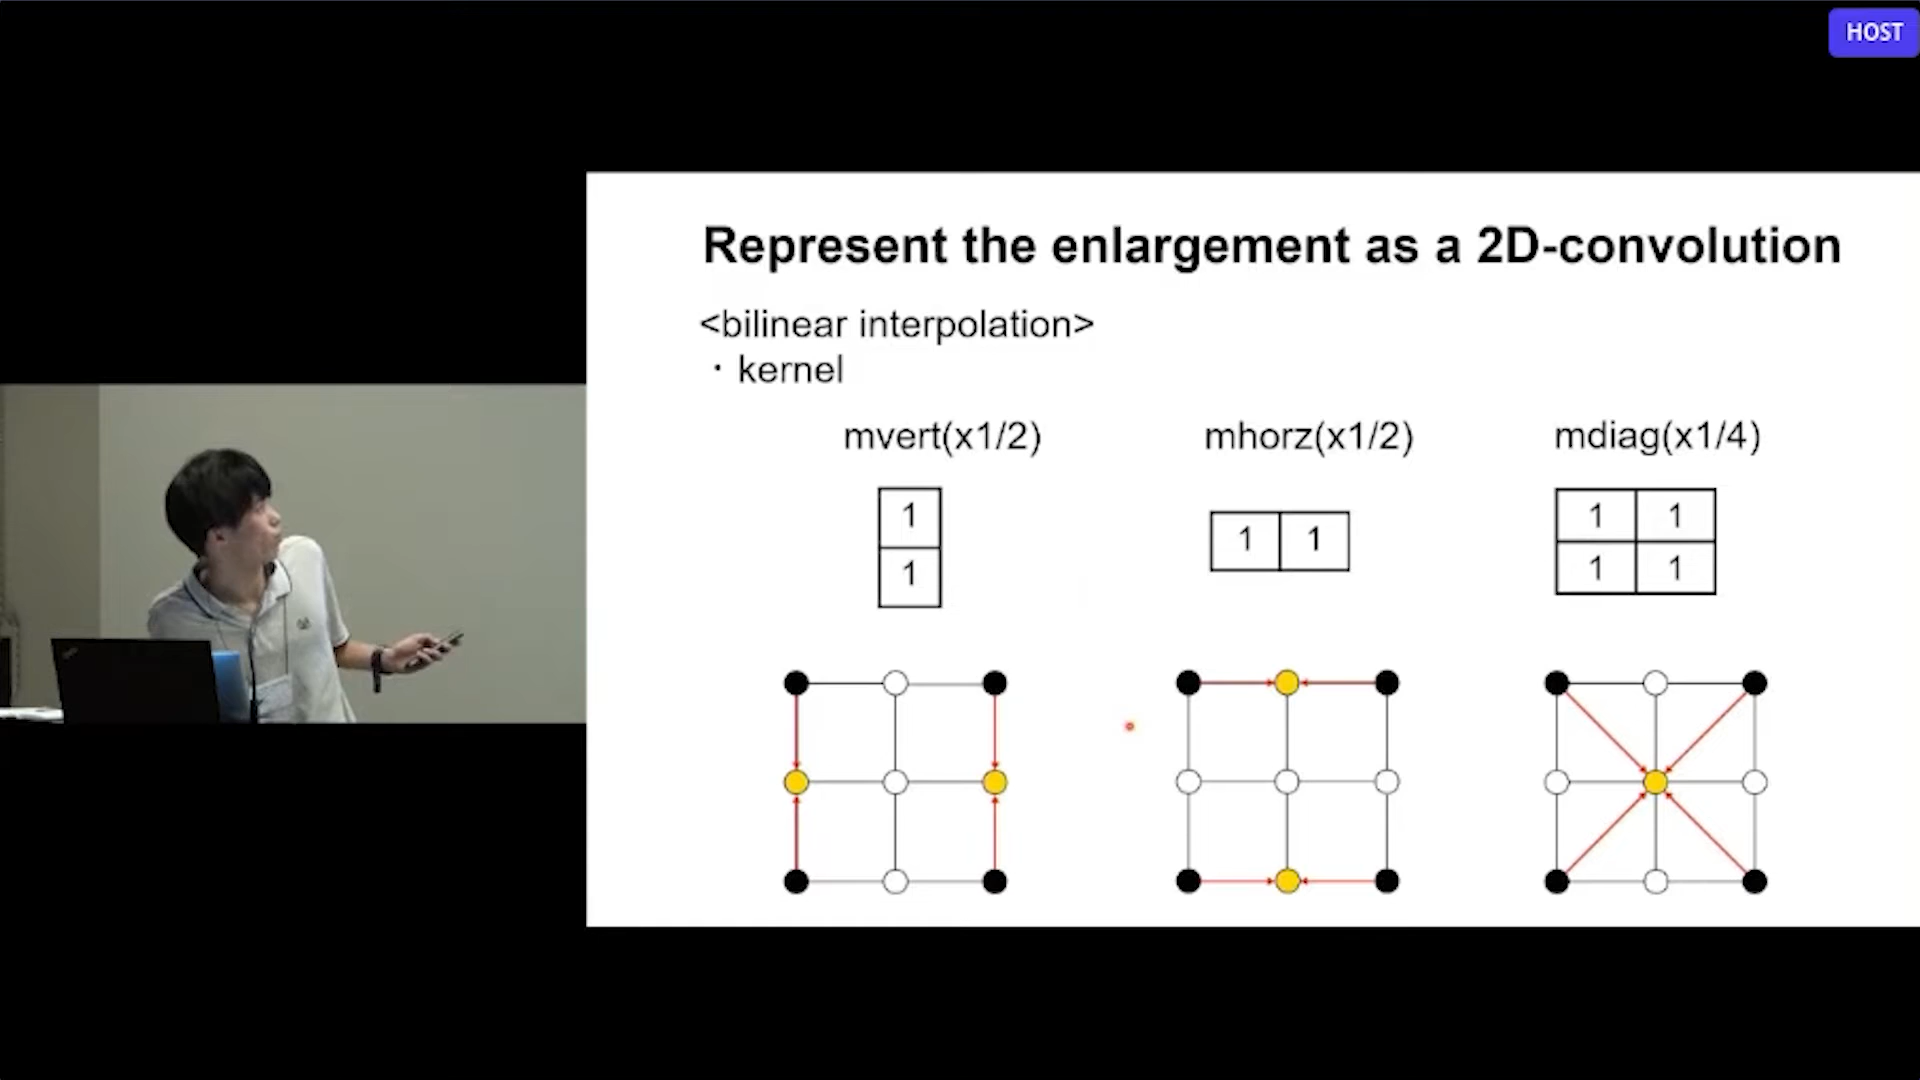 HOST
Represent the enlargement as a 2D-convolution
<bilinear interpolation>
・kernel
mvert(x1/2)
mhorz(x1/2)
mdiag(x1/4)
1
1
1 1
1 1
1 1